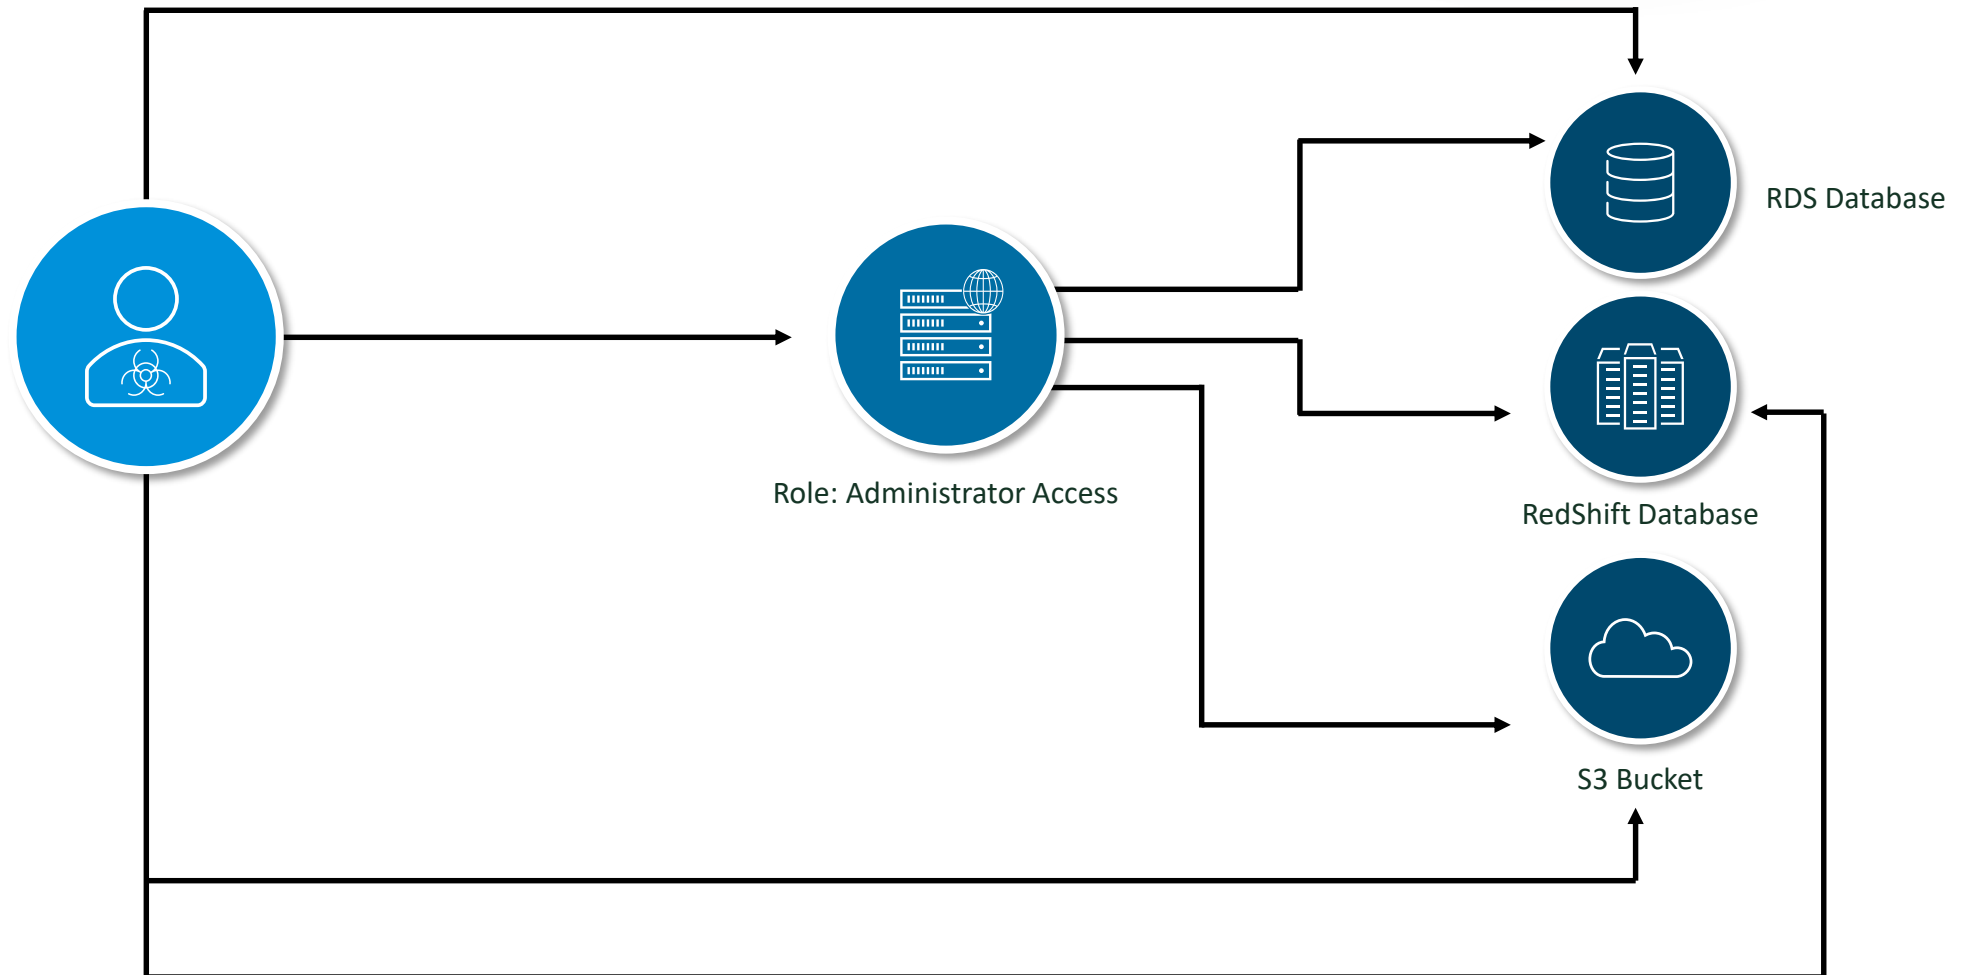 RDS Database
Role: Administrator Access
RedShift Database
S3 Bucket